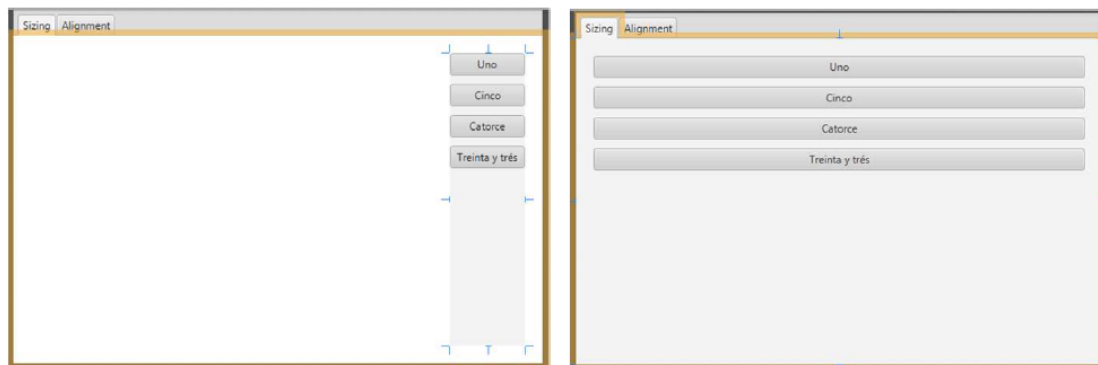 Sizing Alignment
Uno
Cinco
Catorce
Treinta y trés
Sizing Alignment
Uno
Cinco
Catorce
Treinta y trés